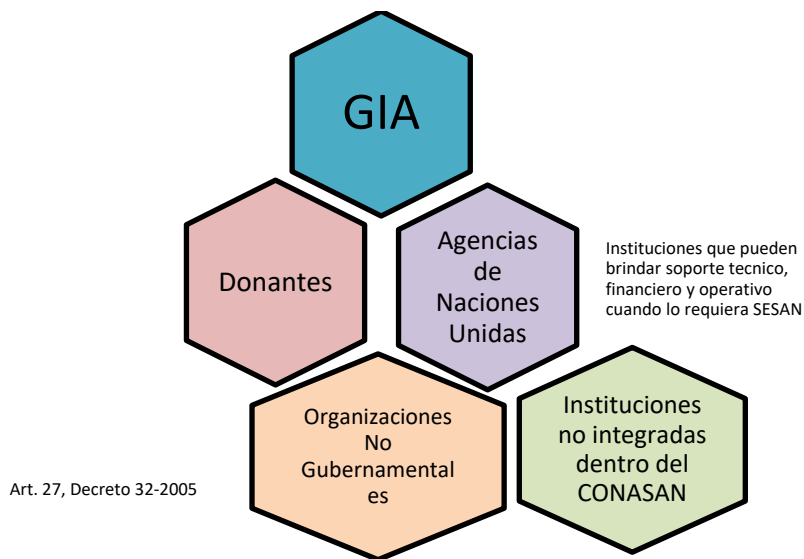 GIA
Donantes
Agencias
de
Naciones
Unidas
Instituciones que pueden
brindar soporte tecnico,
financiero y operativo
cuando lo requiera SESAN
Organizaciones
No
Gubernamental
es
Instituciones
no integradas
dentro del
CONASAN
Art. 27, Decreto 32-2005